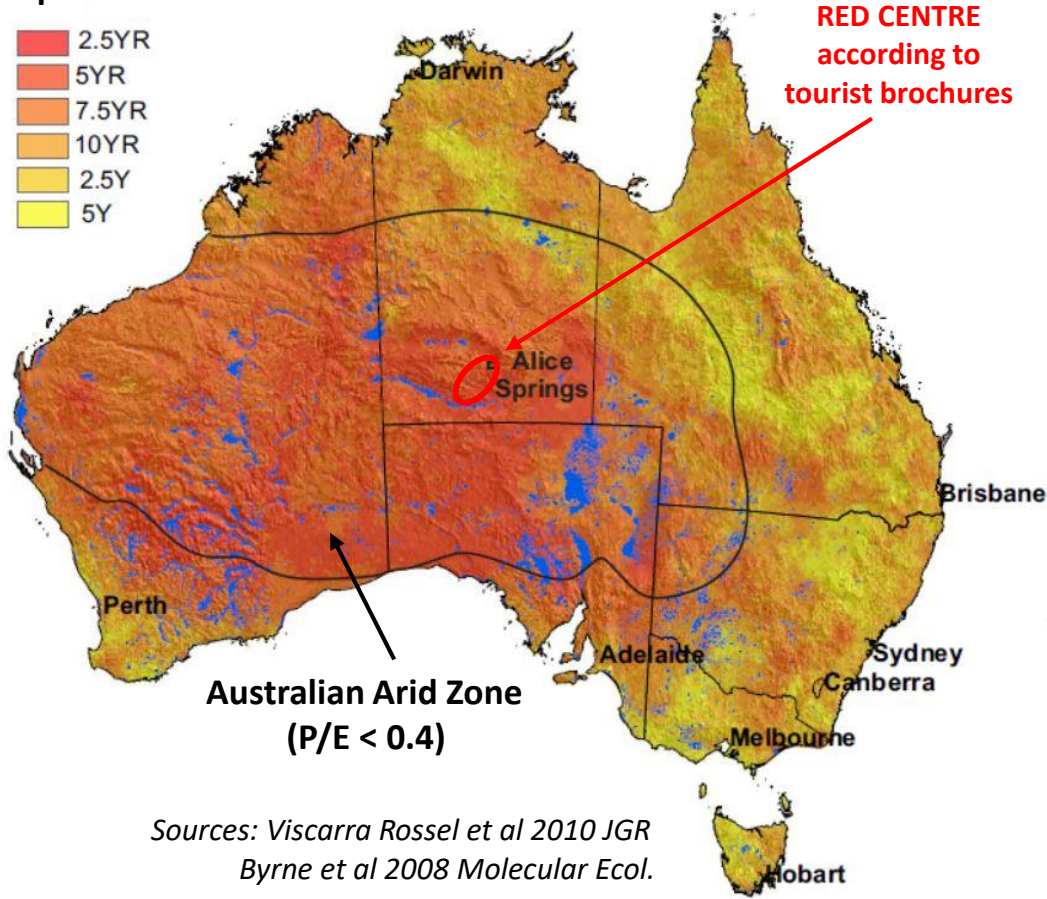 2.5YR
5YR
7.5YR
10YR
2.5Y
5Y
RED CENTRE
according to
tourist brochures
Darwin
Alice
Springs
Brisbane
Perth
Adelaide
Sydney
Canberra
Melbourne
Hobart
Australian Arid Zone
(P/E < 0.4)
Sources: Viscarra Rossel et al 2010 JGR
Byrne et al 2008 Molecular Ecol.